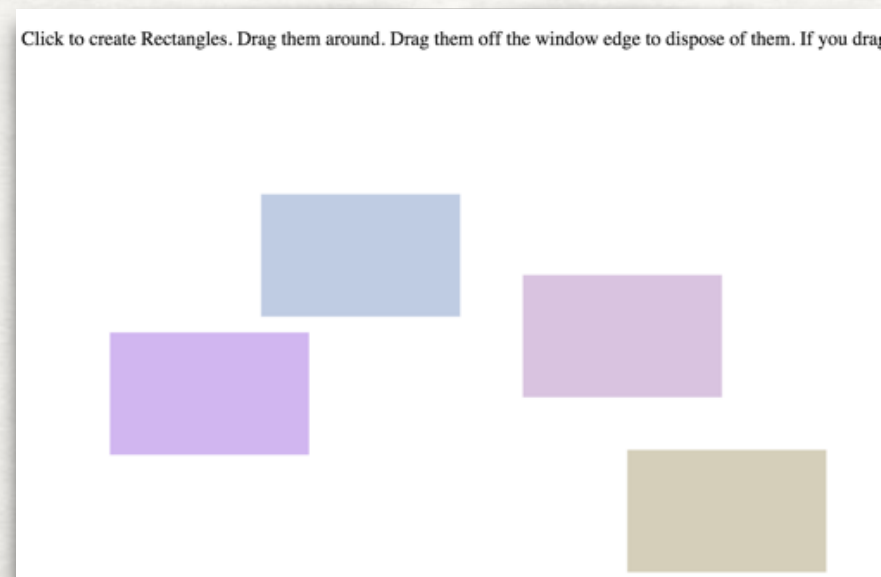 Click to create Rectangles. Drag them around. Drag them off the window edge to dispose of them. If you drag